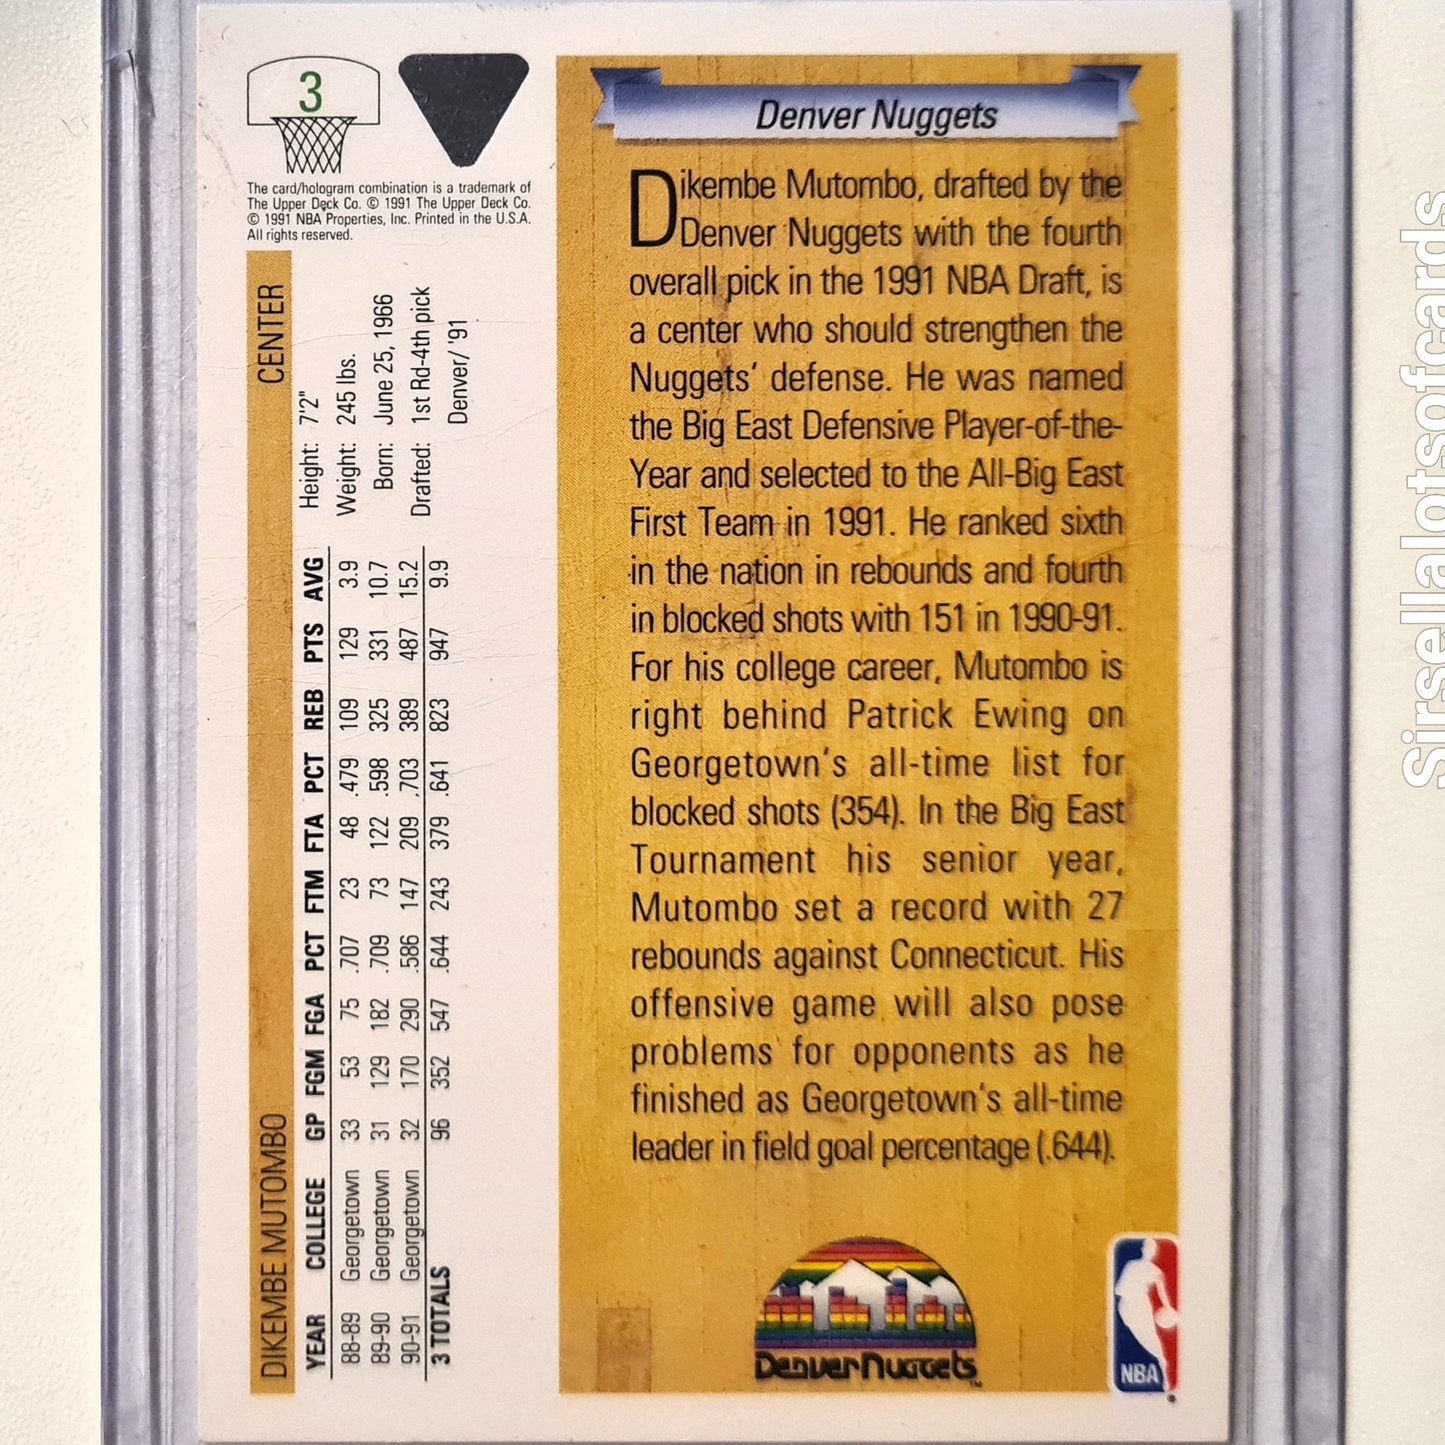 3
The card/hologram combination is a trademark of
The Upper Deck Co. © 1991 The Upper Deck Co.
© 1991 NBA Properties, Inc. Printed in the U.S.A.
All rights reserved.
DIKEMBE MUTOMBO CENTER
Height: 7'2"
Weight: 245 lbs.
Born: June 25, 1966
Drafted: 1st Rd-4th pick
Denver/ '91
YEAR COLLEGE GP FGM FGA PCT FTM FTA PCT REB PTS AVG
88-89 Georgetown 33 53 75 .707 23 48 .479 109 129 3.9
89-90 Georgetown 31 129 182 .709 73 122 .598 325 331 10.7
90-91 Georgetown 32 170 290 .586 147 209 .703 389 487 15.2
3 TOTALS 96 352 547 .644 243 379 .641 823 947 9.9
Denver Nuggets
Dikembe Mutombo, drafted by the
Denver Nuggets with the fourth
overall pick in the 1991 NBA Draft, is
a center who should strengthen the
Nuggets' defense. He was named
the Big East Defensive Player-of-the-
Year and selected to the All-Big East
First Team in 1991. He ranked sixth
in the nation in rebounds and fourth
in blocked shots with 151 in 1990-91.
For his college career, Mutombo is
right behind Patrick Ewing on
Georgetown's all-time list for
blocked shots (354). In the Big East
Tournament his senior year,
Mutombo set a record with 27
rebounds against Connecticut. His
offensive game will also pose
problems for opponents as he
finished as Georgetown's all-time
leader in field goal percentage (.644).
Denver Nuggets
TM
NBA
Sirsellalotsofcards